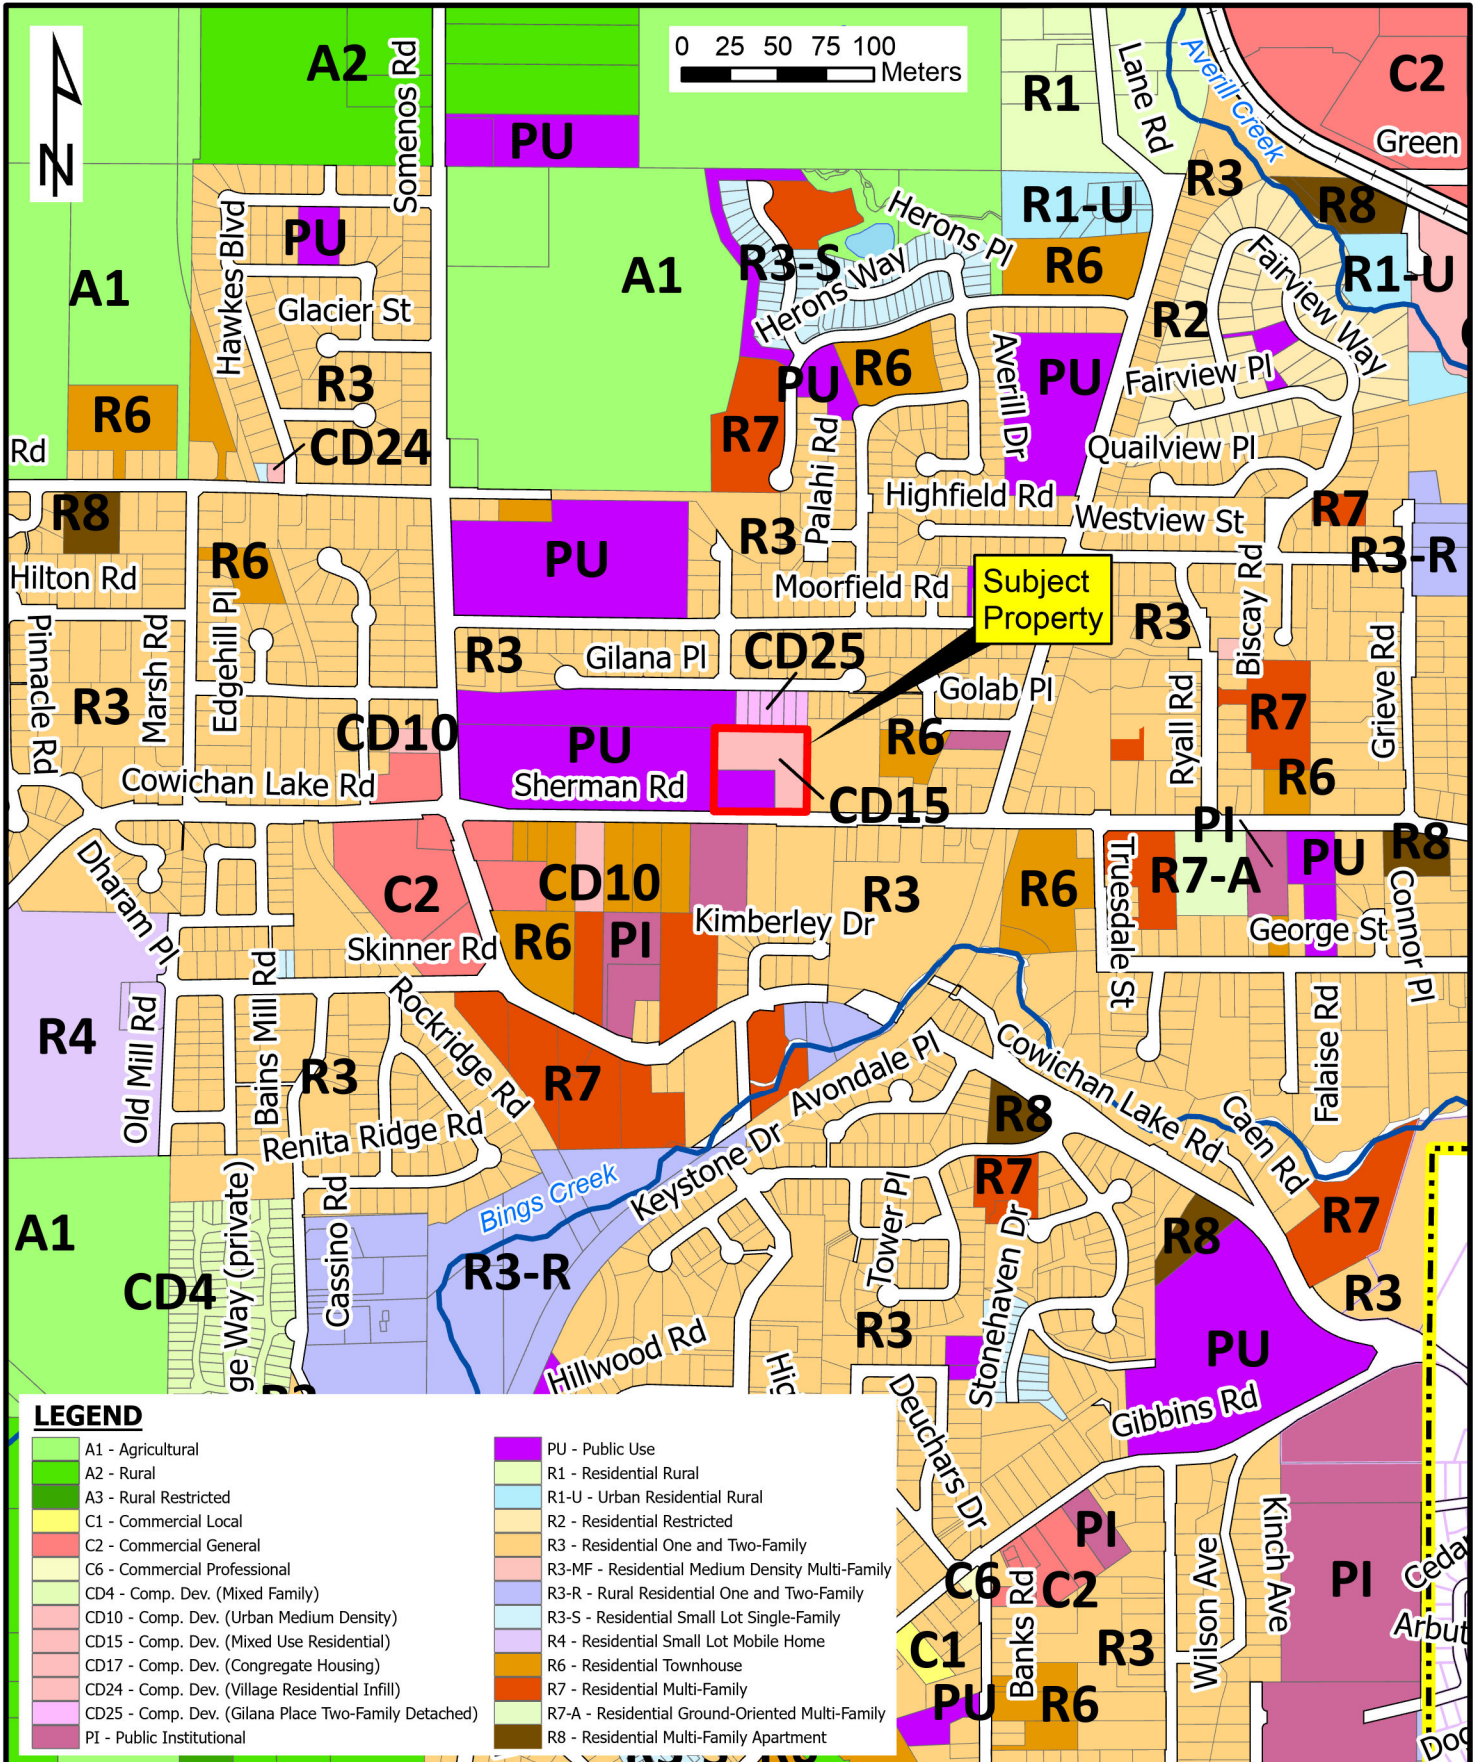 A2
Somenos Rd
0 25 50 75 100
Meters
N
PU
R1
Lane Rd
Averill Creek
C2
Green
R3
R8
R1-U
Herons Pl
PU
Hawkes Blvd
A1
Glacier St
A1
R3-S
Herons Way
R6
R1-U
Fairview Way
R2
R3
R6
PU
R6
Averill Dr
PU
Fairview Pl
Rd
CD24
R7
Palahi Rd
Quailview Pl
Highfield Rd
R8
R3
Westview St
R7
R6
PU
R3-R
Hilton Rd
Moorfield Rd
Subject
Property
Biscay Rd
Pinnacle Rd
Marsh Rd
Edgehill Pl
R3
Gilana Pl
CD25
R3
Grieve Rd
R3
Golab Pl
Ryall Rd
R7
CD10
PU
R6
Cowichan Lake Rd
Sherman Rd
CD15
R6
PI
Dharam Pl
C2
CD10
R3
R6
Truesdale St
R7-A
PU
R8
Skinner Rd
R6
PI
Kimberley Dr
George St
Connor Pl
R4
Old Mill Rd
Bains Mill Rd
Rockridge Rd
R3
R7
Avondale Pl
Cowichan Lake Rd
Falaise Rd
Renita Ridge Rd
R8
Caen Rd
Keystone Dr
Bings Creek
R7
A1
ge Way (private)
Cassino Rd
Tower Pl
Stonehaven Dr
R8
R7
CD4
R3-R
R3
R3
Hillwood Rd
PU
Deuchars Dr
Gibbins Rd
LEGEND
A1 - Agricultural
A2 - Rural
A3 - Rural Restricted
C1 - Commercial Local
C2 - Commercial General
C6 - Commercial Professional
CD4 - Comp. Dev. (Mixed Family)
CD10 - Comp. Dev. (Urban Medium Density)
CD15 - Comp. Dev. (Mixed Use Residential)
CD17 - Comp. Dev. (Congregate Housing)
CD24 - Comp. Dev. (Village Residential Infill)
CD25 - Comp. Dev. (Gilana Place Two-Family Detached)
PI - Public Institutional
PU - Public Use
R1 - Residential Rural
R1-U - Urban Residential Rural
R2 - Residential Restricted
R3 - Residential One and Two-Family
R3-MF - Residential Medium Density Multi-Family
R3-R - Rural Residential One and Two-Family
R3-S - Residential Small Lot Single-Family
R4 - Residential Small Lot Mobile Home
R6 - Residential Townhouse
R7 - Residential Multi-Family
R7-A - Residential Ground-Oriented Multi-Family
R8 - Residential Multi-Family Apartment
PI
Kinch Ave
C6
C2
Wilson Ave
PI
Banks Rd
C1
R3
PU
R6